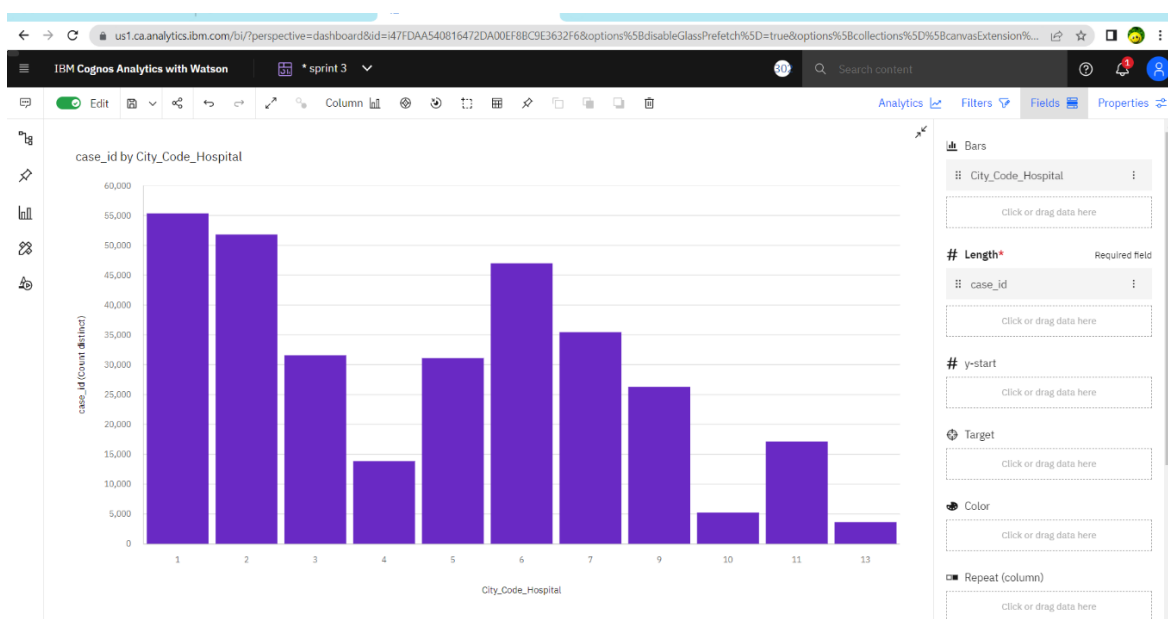 us1.ca.analytics.ibm.com/bi/?perspective=dashboard&id=i47FDAA540816472DA00EF8BC9E3632F6&options%5BdisableGlassPrefetch%5D=true&options%5Bcollections%5D%5BcanvasExtension%...
IBM Cognos Analytics with Watson
* sprint 3
Search content
1
Edit
Column
Analytics
Filters
Fields
Properties
case_id by City_Code_Hospital
60,000
55,000
50,000
45,000
40,000
35,000
30,000
25,000
20,000
15,000
10,000
5,000
0
case_id (Count distinct)
1 2 3 4 5 6 7 9 10 11 13
City_Code_Hospital
Bars
City_Code_Hospital
Click or drag data here
# Length* Required field
case_id
Click or drag data here
# y-start
Click or drag data here
Target
Click or drag data here
Color
Click or drag data here
Repeat (column)
Click or drag data here